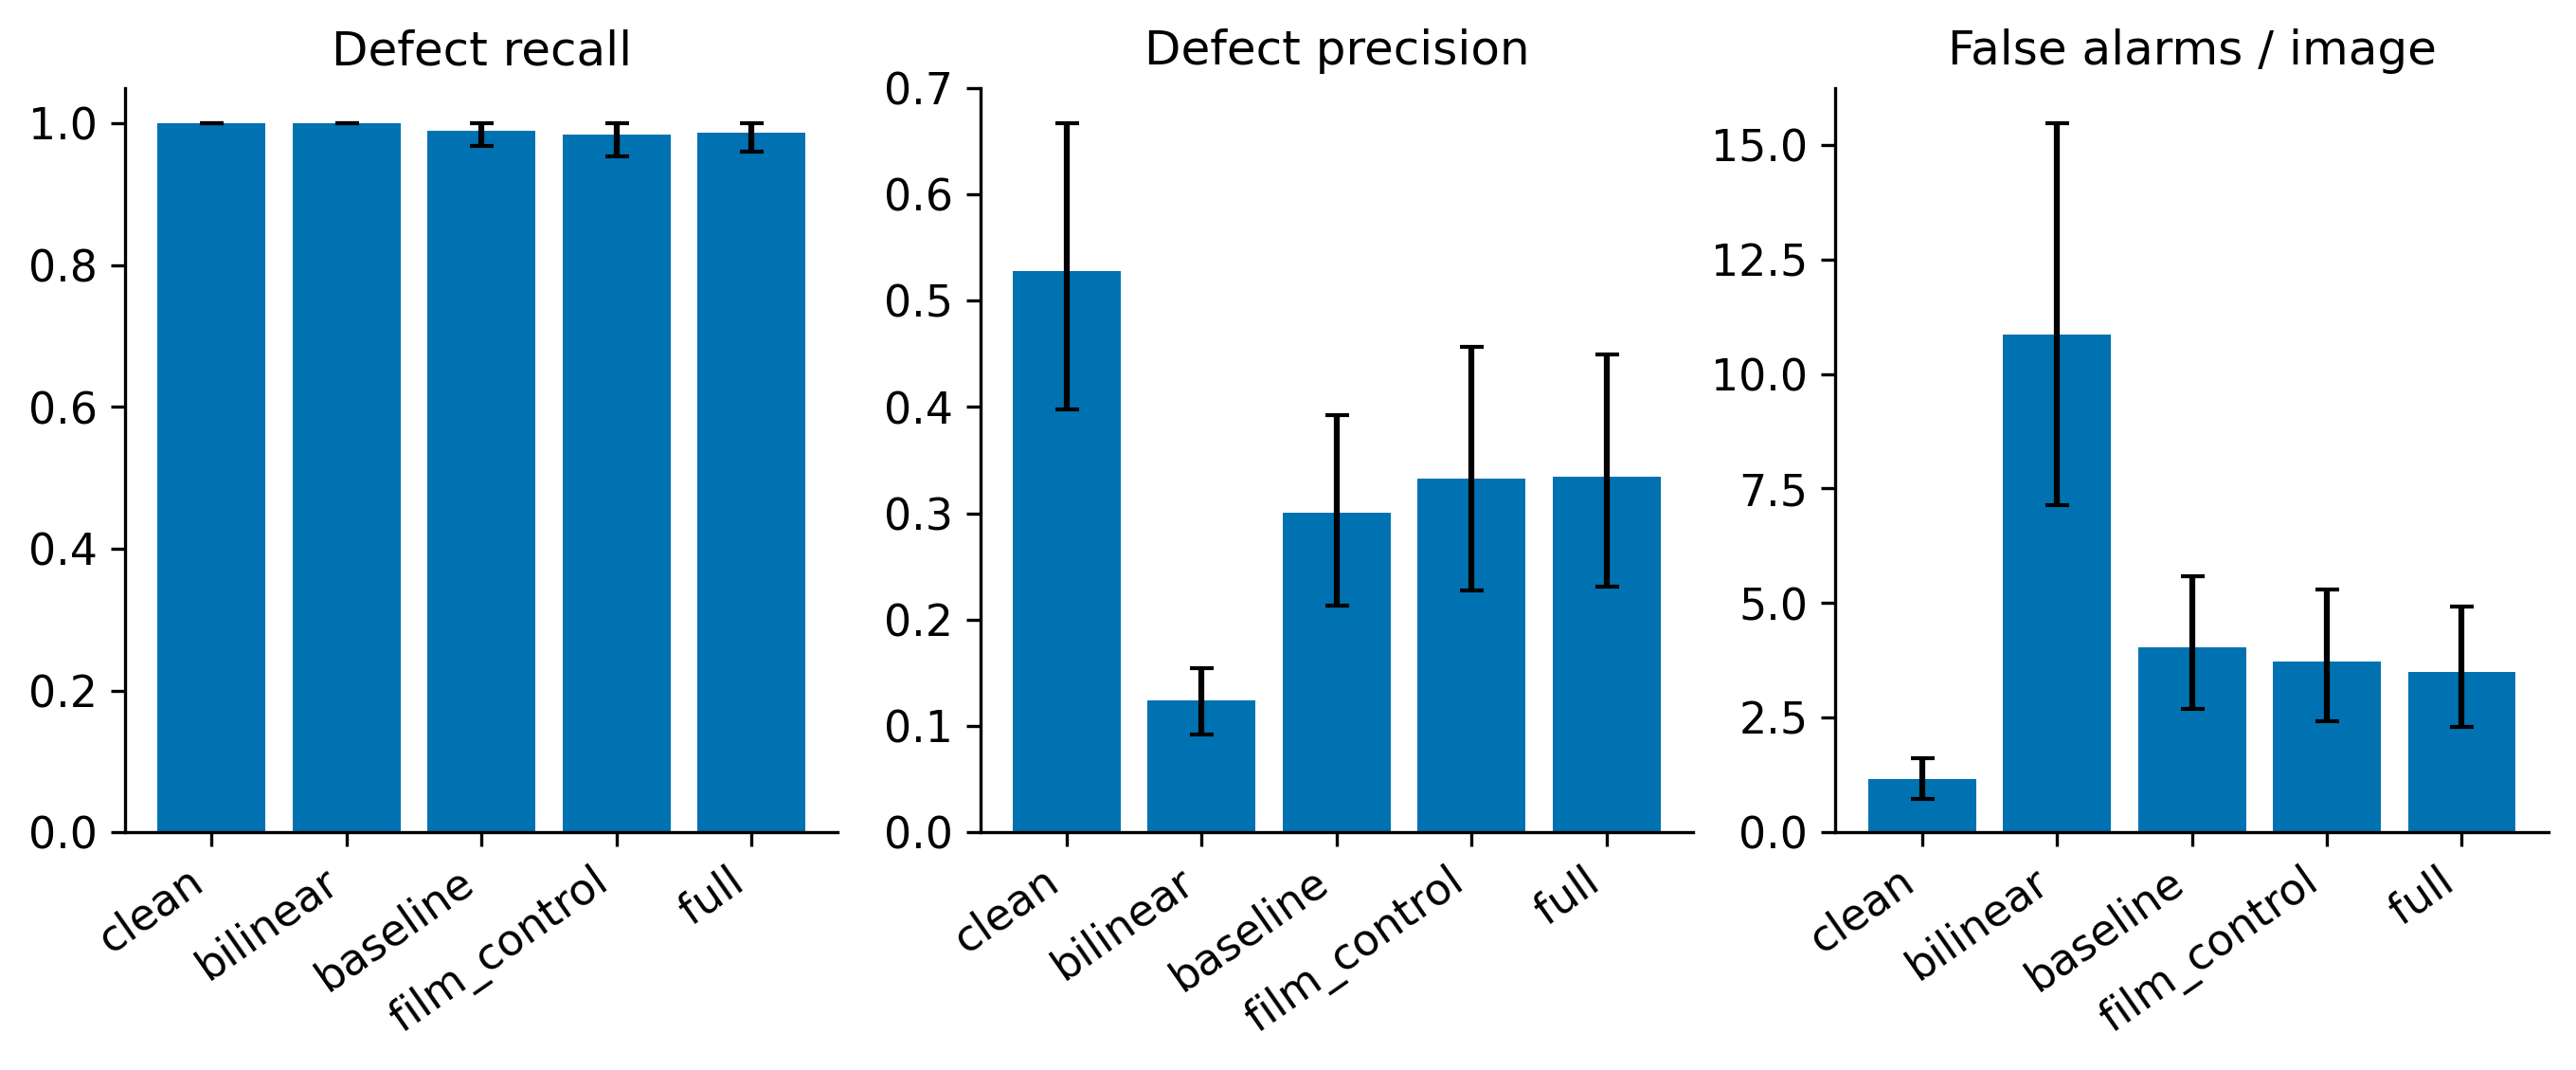 Defect recall
1.0
0.8
0.6
0.4
0.2
0.0
clean
bilinear
baseline
film_control
full
Defect precision
0.7
0.6
0.5
0.4
0.3
0.2
0.1
0.0
clean
bilinear
baseline
film_control
full
False alarms / image
15.0
12.5
10.0
7.5
5.0
2.5
0.0
clean
bilinear
baseline
film_control
full